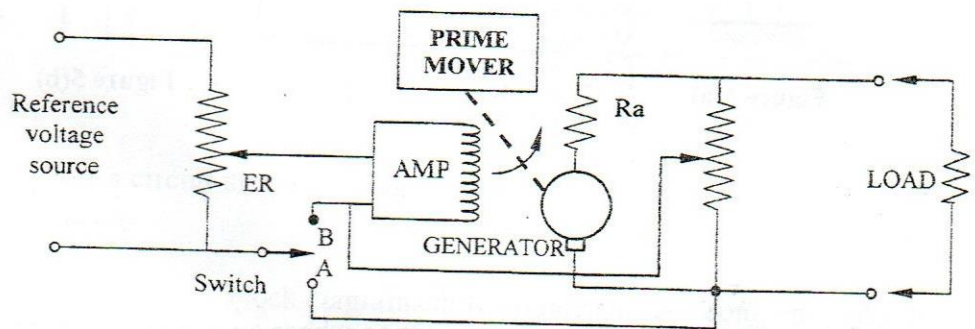 PRIME
MOVER
Reference
voltage
source
ER
AMP
Ra
LOAD
GENERATOR
B
A
Switch